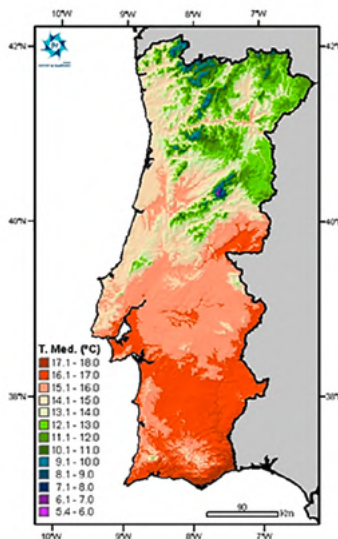 10°W 9°W 8°W 7°W
42°N 42°N
40°N 40°N
38°N 38°N
T. Med. (°C)
17.1 - 18.0
16.1 - 17.0
15.1 - 16.0
14.1 - 15.0
13.1 - 14.0
12.1 - 13.0
11.1 - 12.0
10.1 - 11.0
9.1 - 10.0
8.1 - 9.0
7.1 - 8.0
6.1 - 7.0
5.4 - 6.0
90
Km
10°W 9°W 8°W 7°W